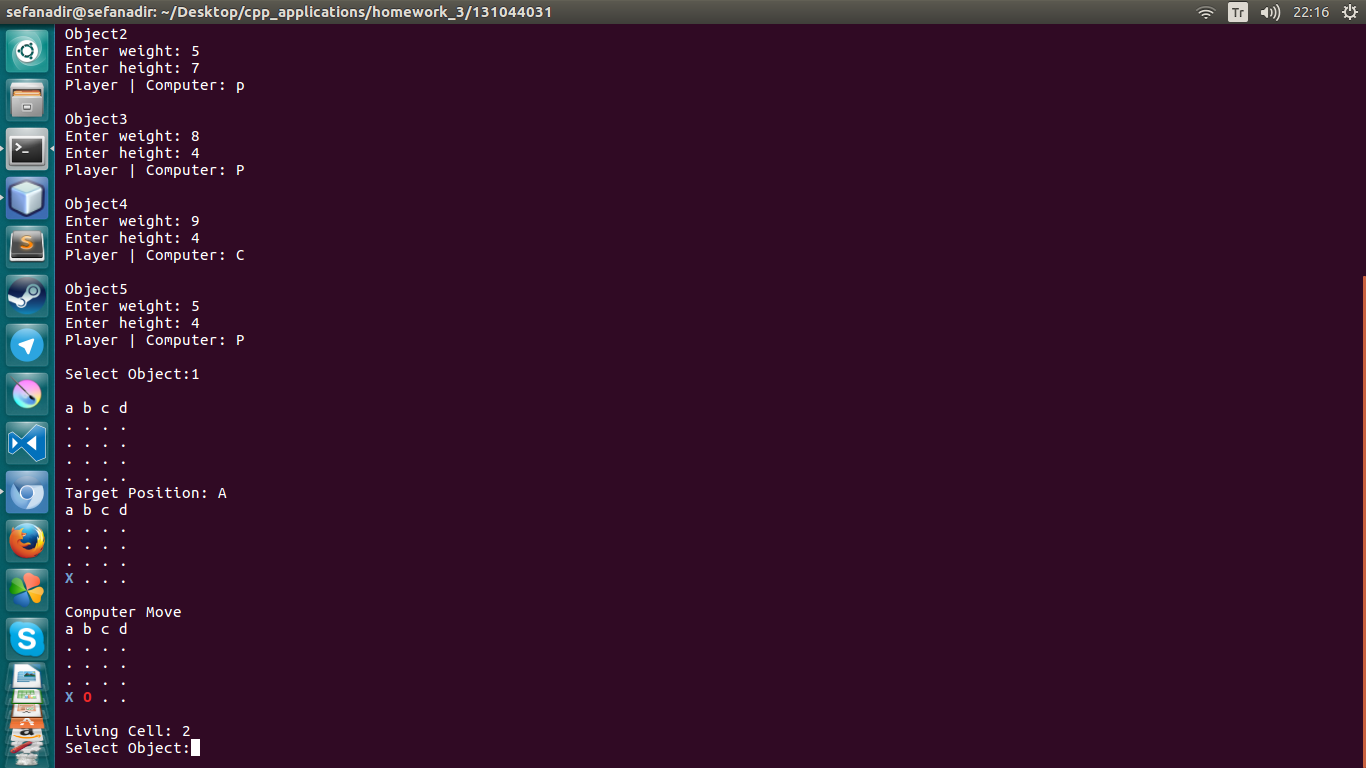 sefanadir@sefanadir: ~/Desktop/cpp_applications/homework_3/131044031
Tr
22:16
Object2
Enter weight: 5
Enter height: 7
Player | Computer: p
Object3
Enter weight: 8
Enter height: 4
Player | Computer: P
Object4
Enter weight: 9
Enter height: 4
Player | Computer: C
Object5
Enter weight: 5
Enter height: 4
Player | Computer: P
Select Object:1
a b c d
. . . .
. . . .
. . . .
. . . .
Target Position: A
a b c d
. . . .
. . . .
. . . .
X . . .
Computer Move
a b c d
. . . .
. . . .
. . . .
X O . .
Living Cell: 2
Select Object: